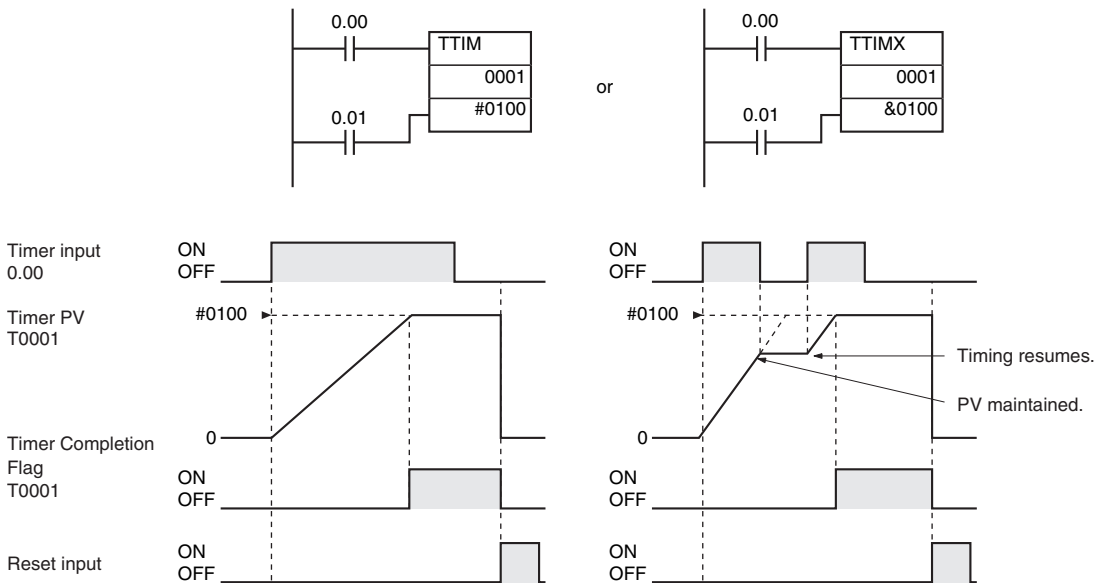 0.00
TTIM
0001
#0100
0.01
or
0.00
TTIMX
0001
&0100
0.01
Timer input
0.00
ON
OFF
ON
OFF
Timer PV
T0001
#0100
#0100
Timing resumes.
PV maintained.
0
0
Timer Completion
Flag
T0001
ON
OFF
ON
OFF
Reset input
ON
OFF
ON
OFF